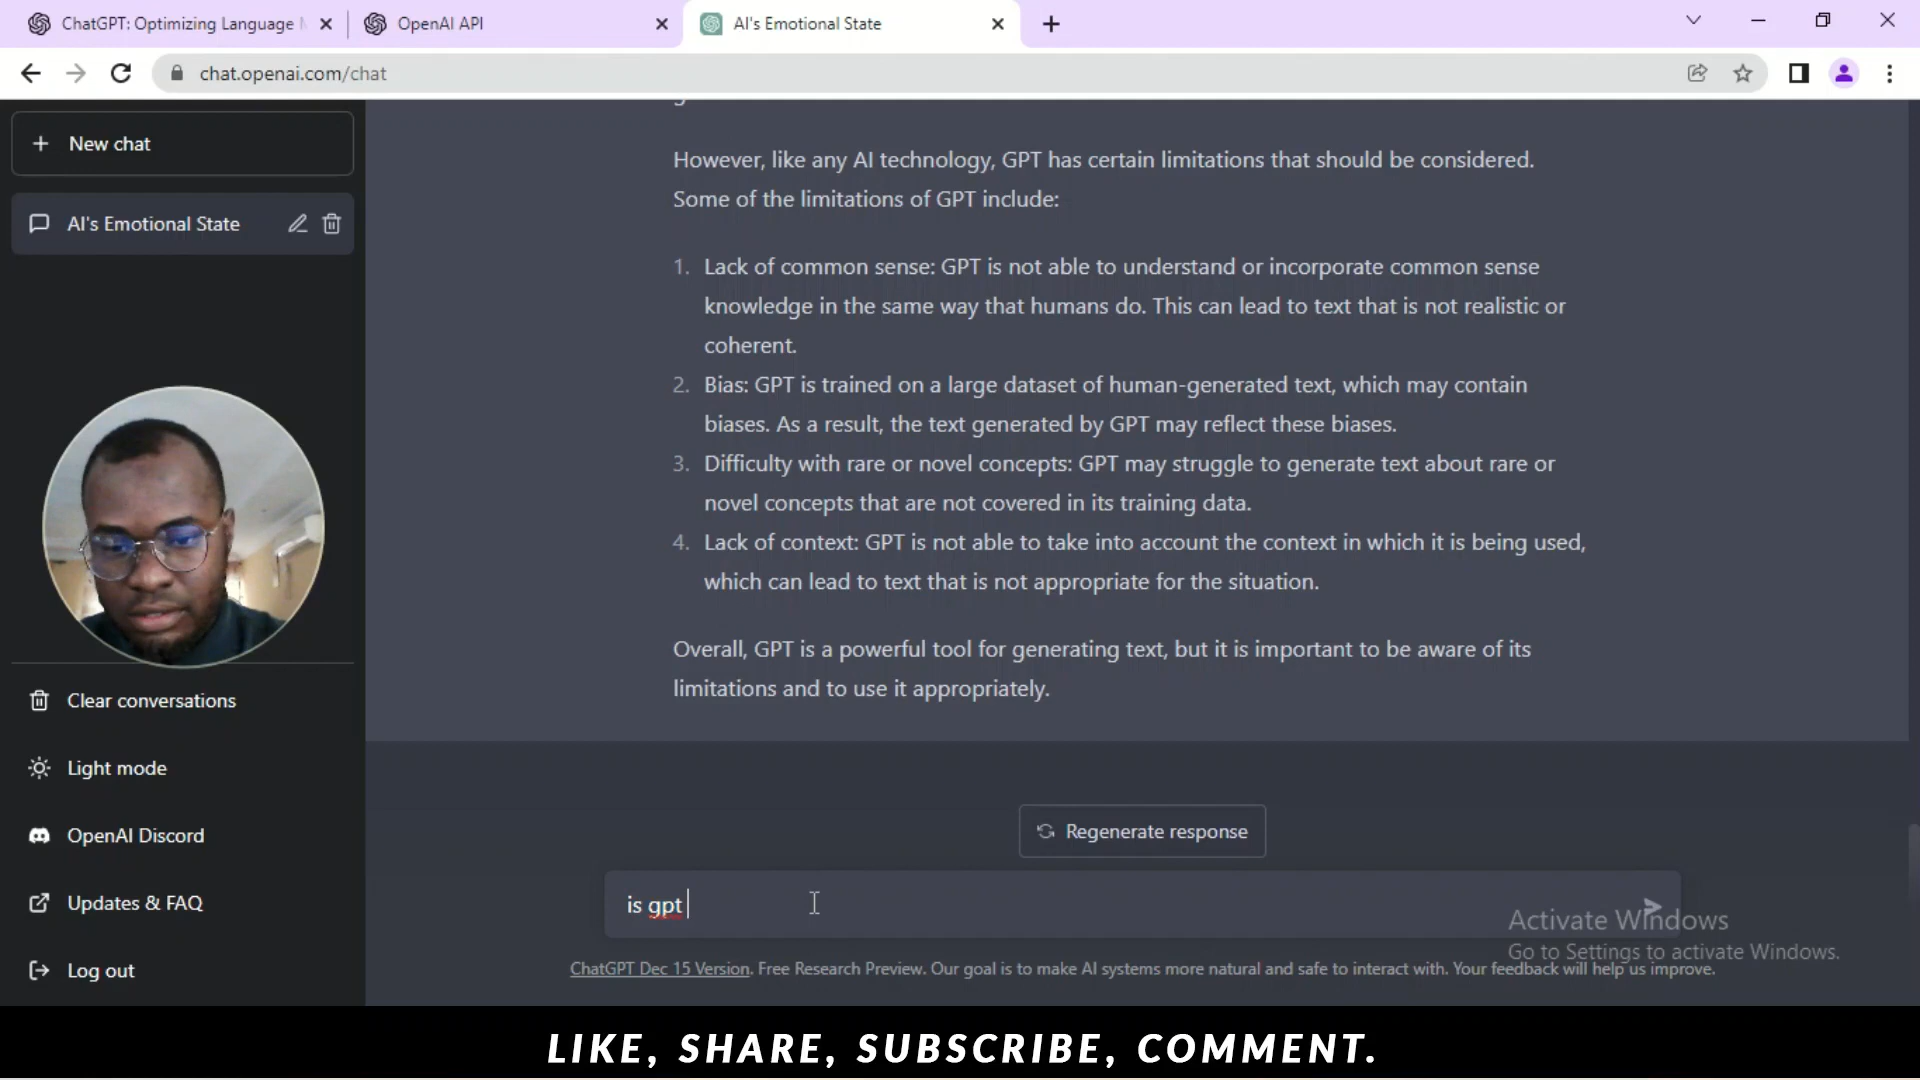 ChatGPT: Optimizing Language
OpenAI API
AI's Emotional State
chat.openai.com/chat
New chat
AI's Emotional State
However, like any AI technology, GPT has certain limitations that should be considered.
Some of the limitations of GPT include:
1. Lack of common sense: GPT is not able to understand or incorporate common sense
knowledge in the same way that humans do. This can lead to text that is not realistic or
coherent.
2. Bias: GPT is trained on a large dataset of human-generated text, which may contain
biases. As a result, the text generated by GPT may reflect these biases.
3. Difficulty with rare or novel concepts: GPT may struggle to generate text about rare or
novel concepts that are not covered in its training data.
4. Lack of context: GPT is not able to take into account the context in which it is being used,
which can lead to text that is not appropriate for the situation.
Overall, GPT is a powerful tool for generating text, but it is important to be aware of its
limitations and to use it appropriately.
Clear conversations
Light mode
OpenAI Discord
Updates & FAQ
Log out
Regenerate response
is gpt
Activate Windows
Go to Settings to activate Windows.
ChatGPT Dec 15 Version. Free Research Preview. Our goal is to make AI systems more natural and safe to interact with. Your feedback will help us improve.
LIKE, SHARE, SUBSCRIBE, COMMENT.